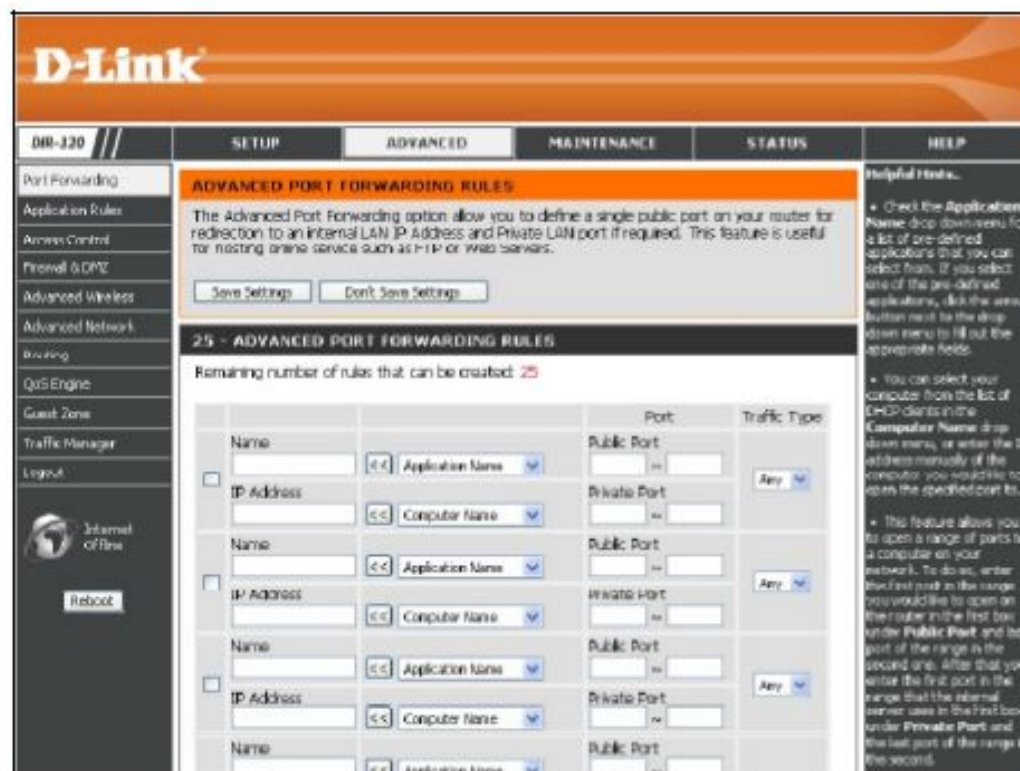 D-Link
DIR-320
SETUP
ADVANCED
MAINTENANCE
STATUS
HELP
Port Forwarding
Application Rules
Access Control
Firewall & DMZ
Advanced Wireless
Advanced Network
Routing
QoS Engine
Guest Zone
Traffic Manager
Logout
Internet
Offline
Reboot
ADVANCED PORT FORWARDING RULES
The Advanced Port Forwarding option allow you to define a single public port on your router for
redirection to an internal LAN IP Address and Private LAN port if required. This feature is useful
for hosting online service such as FTP or Web Servers.
Save Settings
Don't Save Settings
25 - ADVANCED PORT FORWARDING RULES
Remaining number of rules that can be created: 25
Port
Traffic Type
Name
Public Port
<< Application Name
~
Any
IP Address
Private Port
<< Computer Name
~
Name
Public Port
<< Application Name
~
Any
IP Address
Private Port
<< Computer Name
~
Name
Public Port
<< Application Name
~
Any
IP Address
Private Port
<< Computer Name
~
Name
Public Port
<< Application Name
~
Helpful Hints..
• Check the Application
Name drop down menu
a list of pre-defined
applications that you can
select from. If you select
one of the pre-defined
applications, click the
button next to the drop
down menu to fill out the
appropriate fields.
• You can select your
computer from the list of
DHCP clients in the
Computer Name drop
down menu, or enter the
address manually of the
computer you would like to
open the specified port to.
• This feature allows you
to open a range of ports
a computer on your
network. To do so, enter
the first port in the range
you would like to open on
the router in the first box
under Public Port and
port of the range in the
second one. After that you
enter the first port in the
range that the internal
server uses in the first box
under Private Port and
the last port of the range
the second.